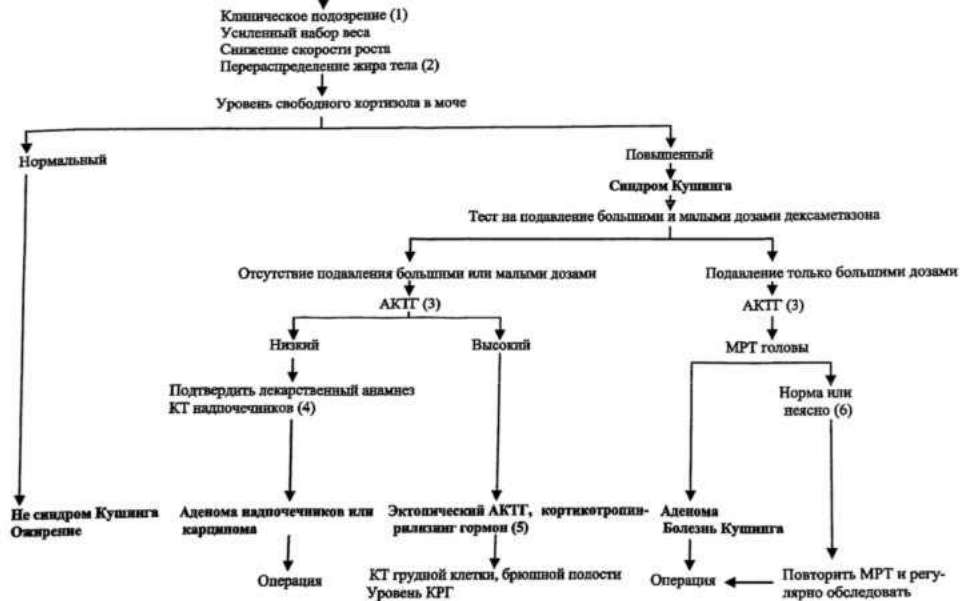 Клиническое подозрение (1)
Усиленный набор веса
Снижение скорости роста
Перераспределение жира тела (2)
Уровень свободного кортизола в моче
Нормальный
Повышенный
Синдром Кушинга
Тест на подавление большими и малыми дозами дексаметазона
Отсутствие подавления большими или малыми дозами
Подавление только большими дозами
АКТГ (3)
АКТГ (3)
Низкий
Высокий
МРТ головы
Подтвердить лекарственный анамнез
КТ надпочечников (4)
Норма или
неясно (6)
Не синдром Кушинга
Ожирение
Аденома надпочечников или
карцинома
Эктопический АКТГ, кортикотропин-
рилизинг гормон (5)
Аденома
Болезнь Кушинга
Операция
КТ грудной клетки, брюшной полости
Уровень КРГ
Операция
Повторить МРТ и регу-
лярно обследовать